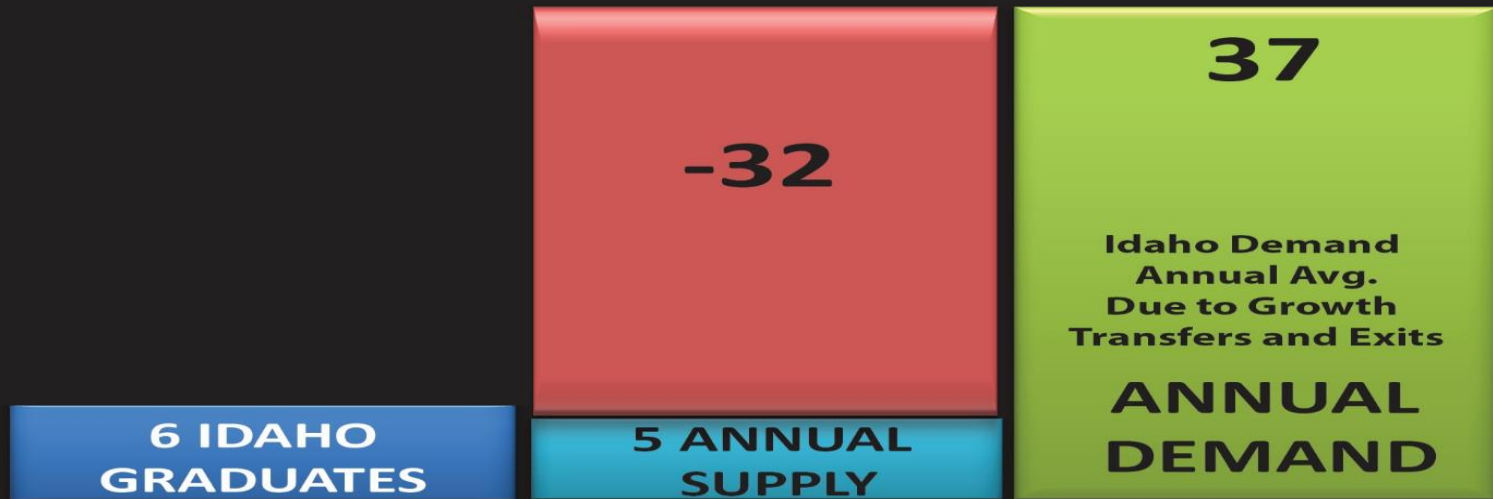 6 IDAHO
GRADUATES
-32
5 ANNUAL
SUPPLY
37
Idaho Demand
Annual Avg.
Due to Growth
Transfers and Exits
ANNUAL
DEMAND